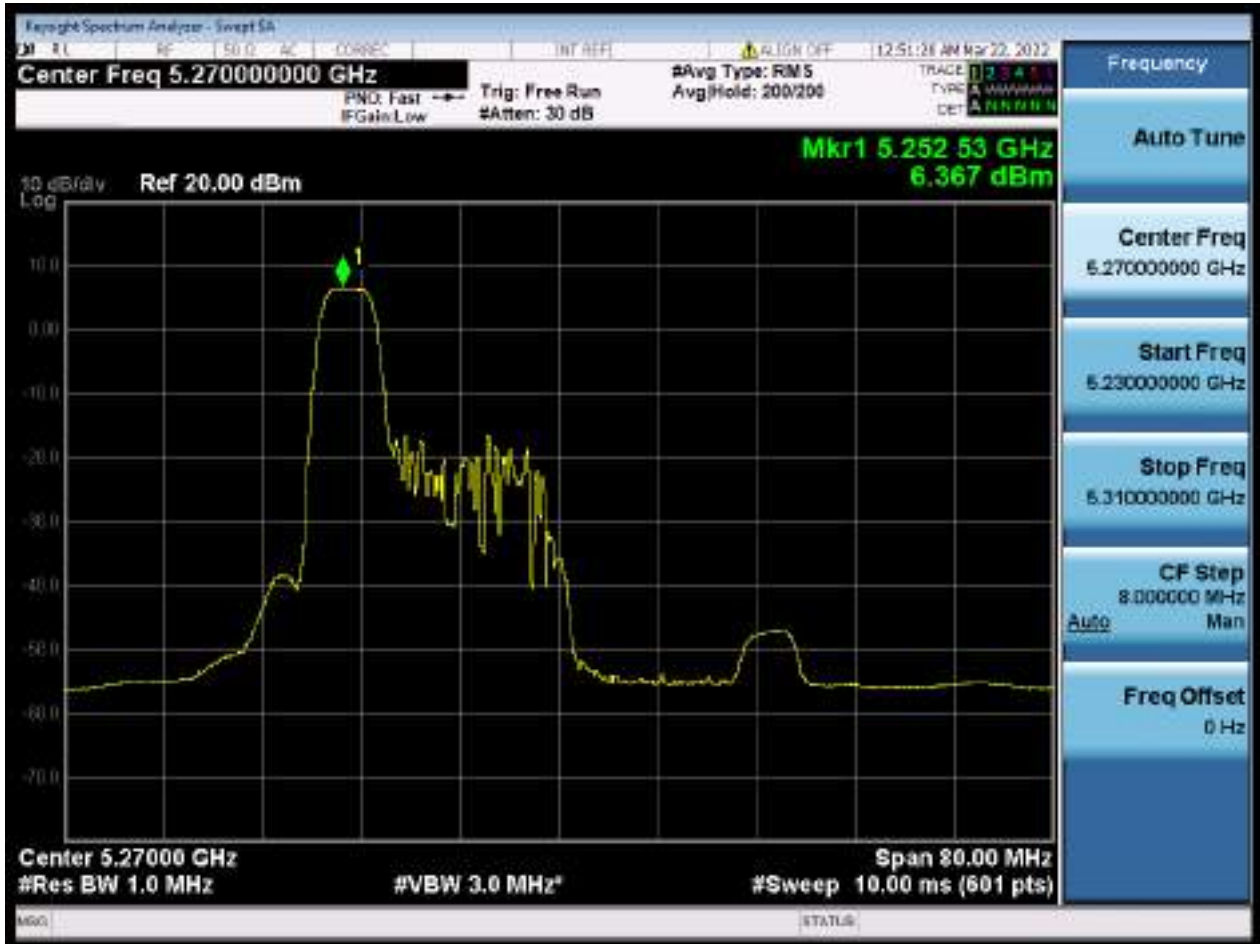 Keysight Spectrum Analyzer - Swept SA
RL RF 50 Ω AC CORREC INT REF ALIGN OFF 12:51:26 AM Mar 22, 2022
Center Freq 5.270000000 GHz
PNO: Fast
IFGain:Low
Trig: Free Run
#Atten: 30 dB
#Avg Type: RMS
Avg|Hold: 200/200
TRACE 1 2 3 4 5 6
TYPE A WWWWW
DET A N N N N N
Mkr1 5.252 53 GHz
6.367 dBm
10 dB/div Ref 20.00 dBm
Log
1
10.0
0.00
-10.0
-20.0
-30.0
-40.0
-50.0
-60.0
-70.0
Center 5.27000 GHz
Span 80.00 MHz
#Res BW 1.0 MHz
#VBW 3.0 MHz*
#Sweep 10.00 ms (601 pts)
MSG STATUS
Frequency
Auto Tune
Center Freq
5.270000000 GHz
Start Freq
5.230000000 GHz
Stop Freq
5.310000000 GHz
CF Step
8.000000 MHz
Auto Man
Freq Offset
0 Hz